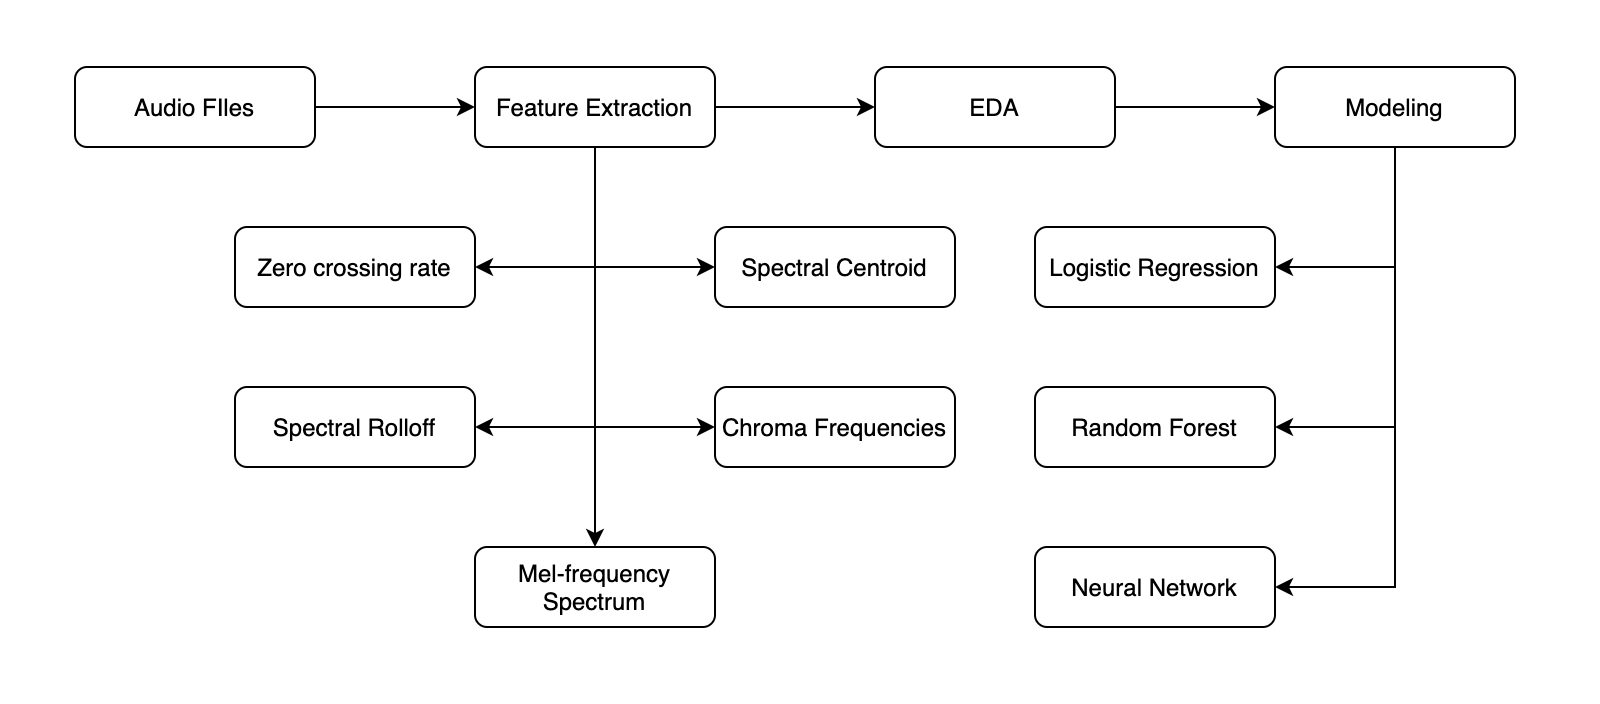 Audio FIles
Feature Extraction
EDA
Modeling
Zero crossing rate
Spectral Centroid
Logistic Regression
Spectral Rolloff
Chroma Frequencies
Random Forest
Mel-frequency
Spectrum
Neural Network